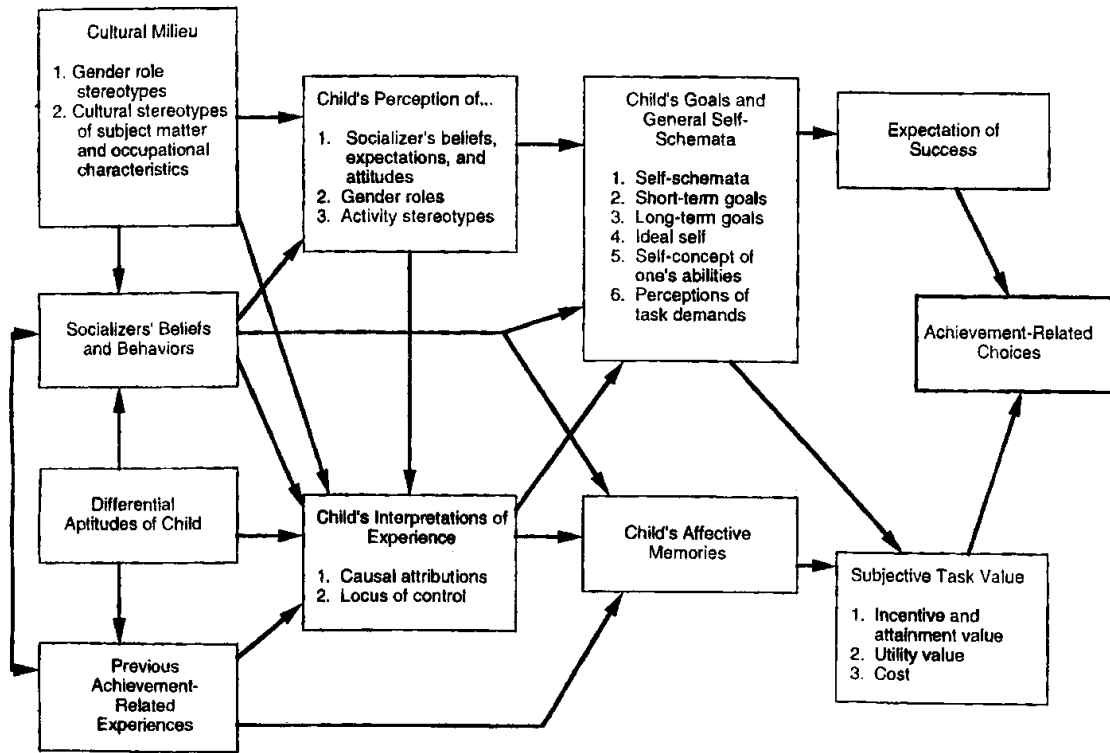 Cultural Milieu
1. Gender role
stereotypes
2. Cultural stereotypes
of subject matter
and occupational
characteristics
Socializers' Beliefs
and Behaviors
Differential
Aptitudes of Child
Previous
Achievement-
Related
Experiences
Child's Perception of...
1. Socializer's beliefs,
expectations, and
attitudes
2. Gender roles
3. Activity stereotypes
Child's Interpretations of
Experience
1. Causal attributions
2. Locus of control
Child's Goals and
General Self-
Schemata
1. Self-schemata
2. Short-term goals
3. Long-term goals
4. Ideal self
5. Self-concept of
one's abilities
6. Perceptions of
task demands
Child's Affective
Memories
Expectation of
Success
Achievement-Related
Choices
Subjective Task Value
1. Incentive and
attainment value
2. Utility value
3. Cost